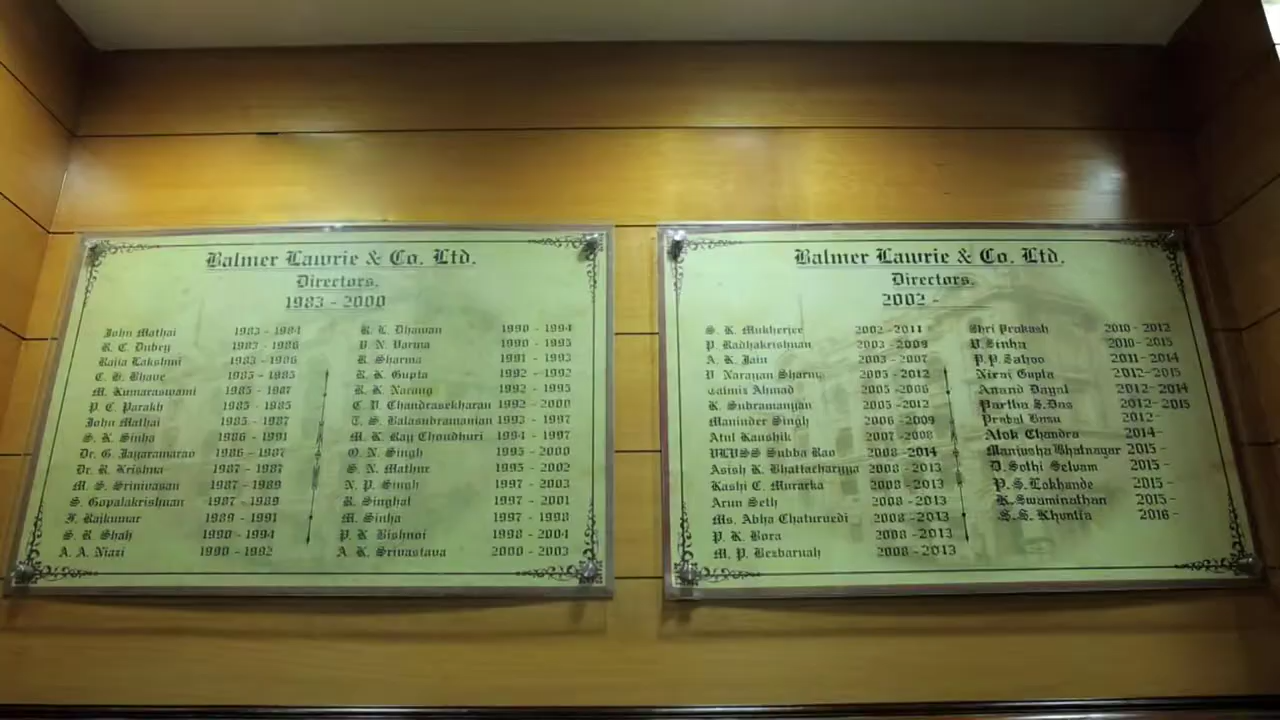 Balmer Lawrie & Co. Ltd.
Directors.
1983 - 2000
John Mathai 1983 - 1984
R. C. Dubey 1983 - 1986
Rajia Lakshmi 1983 - 1986
C. B. Bhave 1985 - 1985
M. Kumaraswami 1985 - 1987
P. C. Parakh 1985 - 1985
John Mathai 1985 - 1987
S. K. Sinha 1986 - 1991
Dr. G. Jayaramarao 1986 - 1987
Dr. R. Krishna 1987 - 1987
M. S. Srinivasan 1987 - 1989
S. Gopalakrishnan 1987 - 1989
J. Rajkumar 1989 - 1991
S. R. Shah 1990 - 1994
A. A. Niazi 1990 - 1992
R. L. Dhawan 1990 - 1994
P. N. Varma 1990 - 1995
R. Sharma 1991 - 1993
R. K. Gupta 1992 - 1992
R. K. Narang 1992 - 1995
C. V. Chandrasekharan 1992 - 2000
T. S. Balasubramanian 1993 - 1997
M. K. Ray Choudhuri 1994 - 1997
O. N. Singh 1995 - 2000
S. N. Mathur 1995 - 2002
N. P. Singh 1997 - 2003
R. Singhal 1997 - 2001
M. Sinha 1997 - 1998
P. K Bishnoi 1998 - 2004
A. K. Srivastava 2000 - 2003
Balmer Lawrie & Co. Ltd.
Directors.
2002 -
S. K. Mukherjee 2002 - 2011
P. Radhakrishnan 2003 - 2009
A. K. Jain 2003 - 2007
V Narayan Sharma 2005 - 2012
Talmiz Ahmad 2005 - 2006
K. Subramanyan 2005 - 2012
Maninder Singh 2006 - 2009
Atul Kaushik 2007 - 2008
VLVSS Subba Rao 2008 - 2014
Asish K. Bhattacharyya 2008 - 2013
Kashi C. Murarka 2008 - 2013
Arun Seth 2008 - 2013
Ms. Abha Chaturvedi 2008 - 2013
P. K. Bora 2008 - 2013
M. P. Bezbaruah 2008 - 2013
Shri Prakash 2010 - 2012
V. Sinha 2010 - 2015
P. P. Sahoo 2011 - 2014
Niraj Gupta 2012 - 2015
Anand Dayal 2012 - 2014
Partha S. Das 2012 - 2015
Prabal Basu 2012 -
Alok Chandra 2014 -
Manjusha Bhatnagar 2015 -
D. Sothi Selvam 2015 -
P. S. Lokhande 2015 -
K. Swaminathan 2015 -
S. S. Khuntia 2016 -